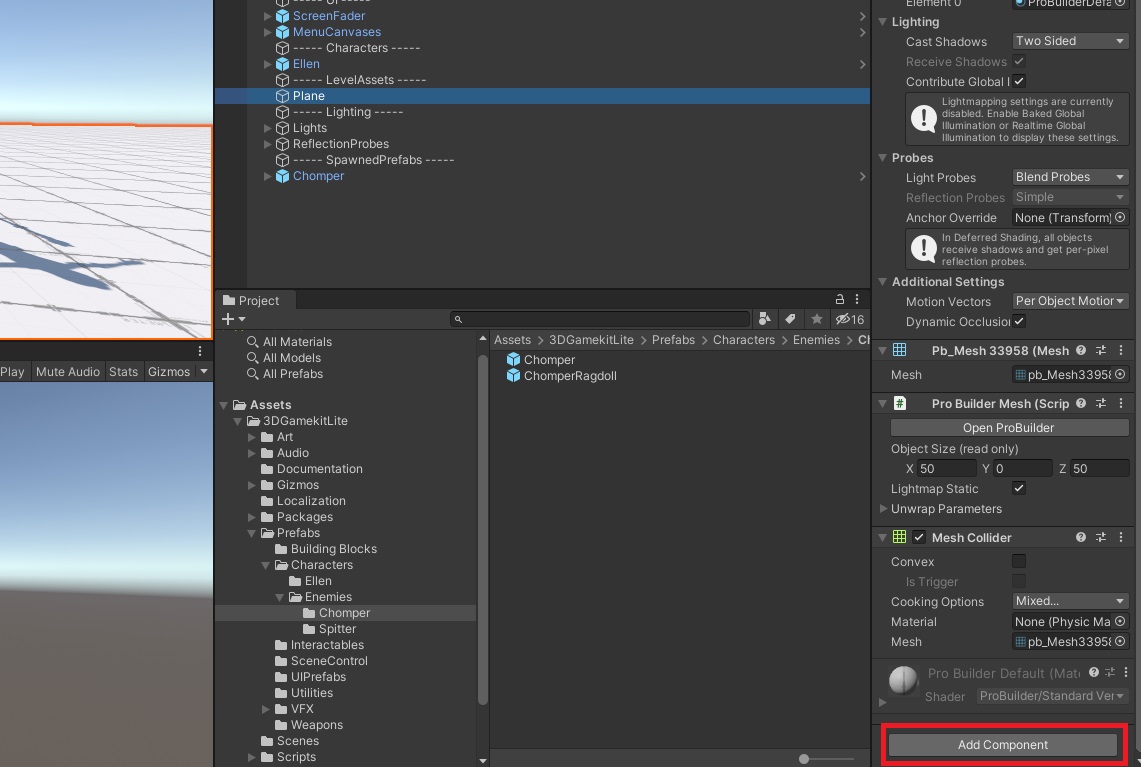 ScreenFader
MenuCanvases
----- Characters -----
Ellen
----- LevelAssets -----
Plane
----- Lighting -----
Lights
ReflectionProbes
----- SpawnedPrefabs -----
Chomper
Play Mute Audio Stats Gizmos
Project
16
All Materials
All Models
All Prefabs
Assets
3DGamekitLite
Art
Audio
Documentation
Gizmos
Localization
Packages
Prefabs
Building Blocks
Characters
Ellen
Enemies
Chomper
Spitter
Interactables
SceneControl
UIPrefabs
Utilities
VFX
Weapons
Scenes
Scripts
Assets > 3DGamekitLite > Prefabs > Characters > Enemies > Ch
Chomper
ChomperRagdoll
Element 0 ProBuilderDefa
Lighting
Cast Shadows Two Sided
Receive Shadows
Contribute Global I
Lightmapping settings are currently
disabled. Enable Baked Global
Illumination or Realtime Global
Illumination to display these settings.
Probes
Light Probes Blend Probes
Reflection Probes Simple
Anchor Override None (Transform)
In Deferred Shading, all objects
receive shadows and get per-pixel
reflection probes.
Additional Settings
Motion Vectors Per Object Motion
Dynamic Occlusion
Pb_Mesh 33958 (Mesh
Mesh pb_Mesh33958
# Pro Builder Mesh (Scrip
Open ProBuilder
Object Size (read only)
X 50 Y 0 Z 50
Lightmap Static
Unwrap Parameters
Mesh Collider
Convex
Is Trigger
Cooking Options Mixed...
Material None (Physic Ma
Mesh pb_Mesh33958
Pro Builder Default (Mate
Shader ProBuilder/Standard Ver
Add Component